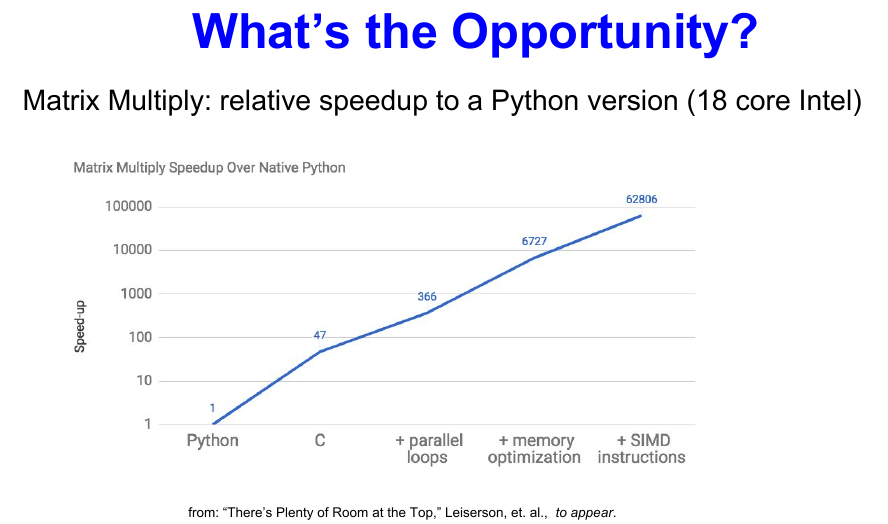 What’s the Opportunity?
Matrix Multiply: relative speedup to a Python version (18 core Intel)
Matrix Multiply Speedup Over Native Python
100000
10000
1000
100
10
1
Speed-up
1
47
366
6727
62806
Python
C
+ parallel
loops
+ memory
optimization
+ SIMD
instructions
from: “There’s Plenty of Room at the Top,” Leiserson, et. al., to appear.